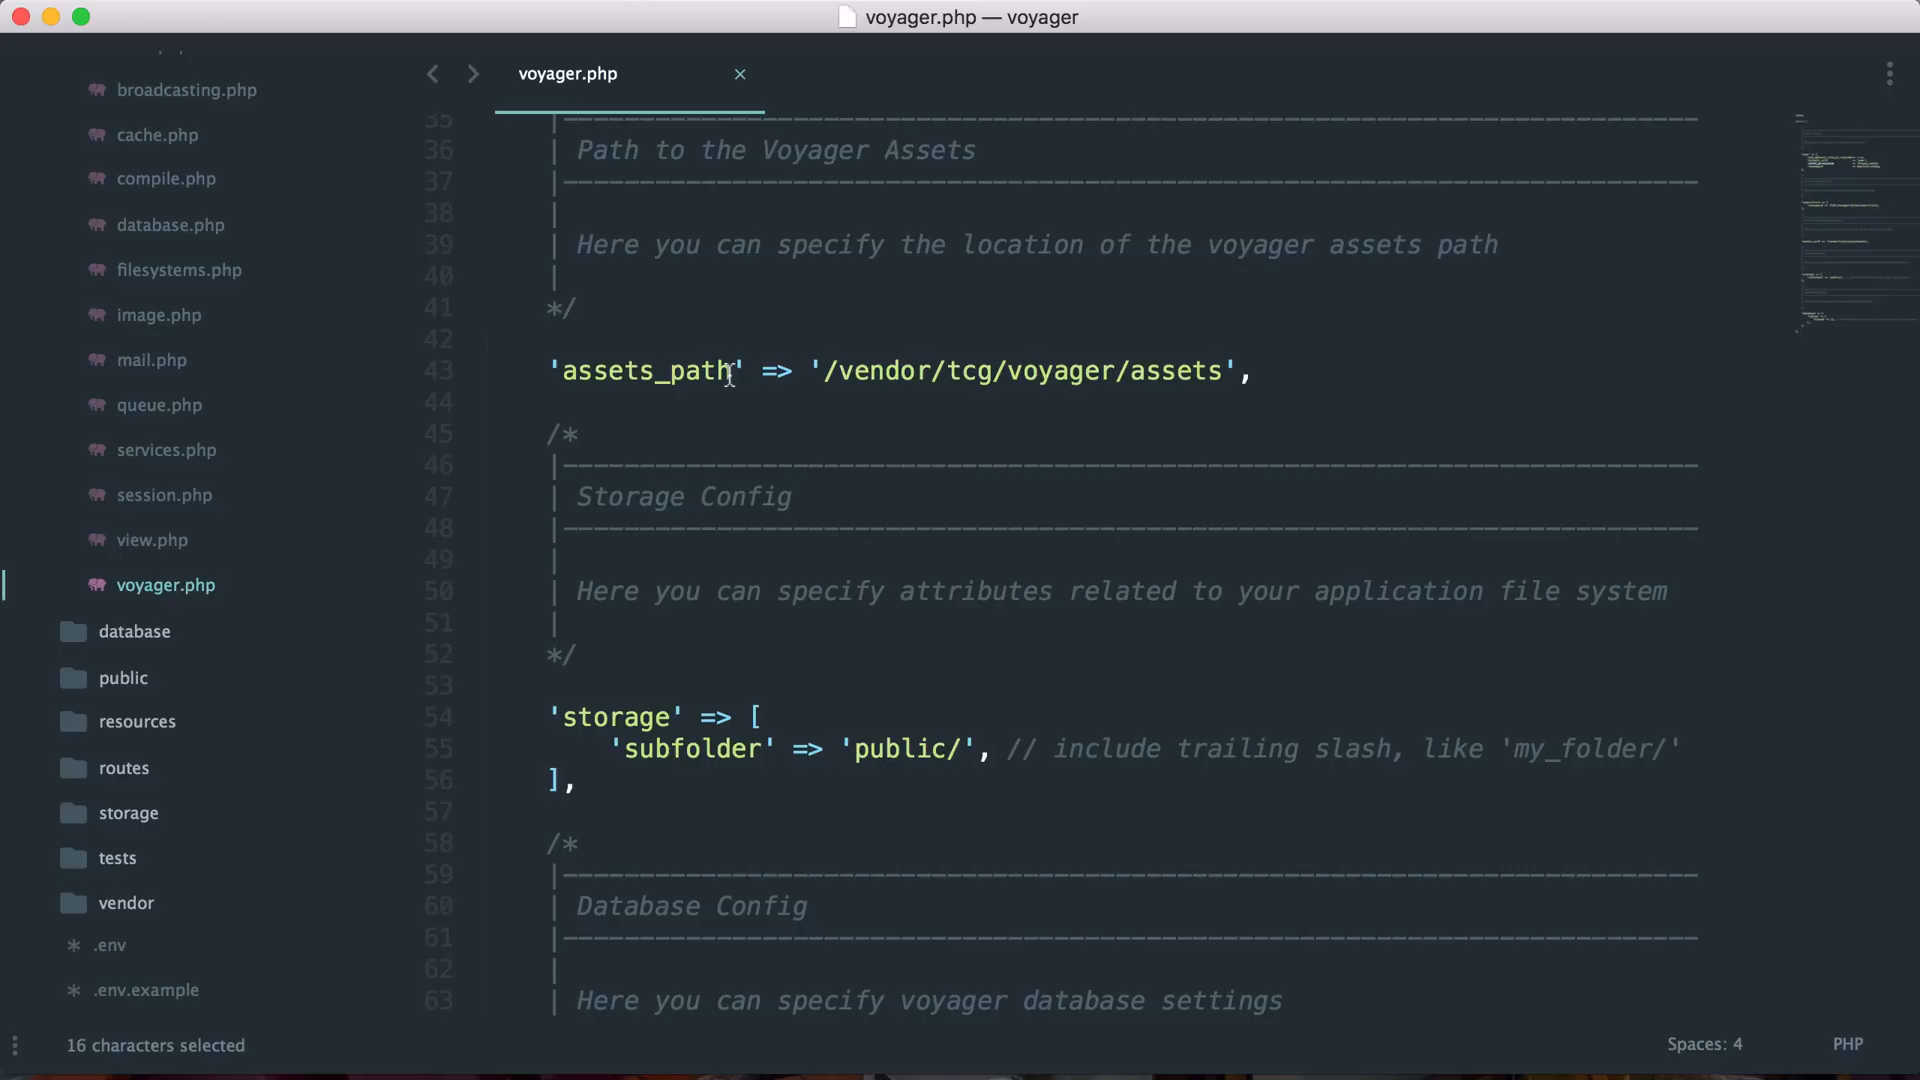 voyager.php — voyager
broadcasting.php
cache.php
compile.php
database.php
filesystems.php
image.php
mail.php
queue.php
services.php
session.php
view.php
voyager.php
database
public
resources
routes
storage
tests
vendor
* .env
* .env.example
voyager.php ×
35 |--------------------------------------------------------------------------
36 | Path to the Voyager Assets
37 |--------------------------------------------------------------------------
38 |
39 | Here you can specify the location of the voyager assets path
40 |
41 */
42
43 'assets_path' => '/vendor/tcg/voyager/assets',
44
45 /*
46 |--------------------------------------------------------------------------
47 | Storage Config
48 |--------------------------------------------------------------------------
49 |
50 | Here you can specify attributes related to your application file system
51 |
52 */
53
54 'storage' => [
55 'subfolder' => 'public/', // include trailing slash, like 'my_folder/'
56 ],
57
58 /*
59 |--------------------------------------------------------------------------
60 | Database Config
61 |--------------------------------------------------------------------------
62 |
63 | Here you can specify voyager database settings
16 characters selected
Spaces: 4
PHP